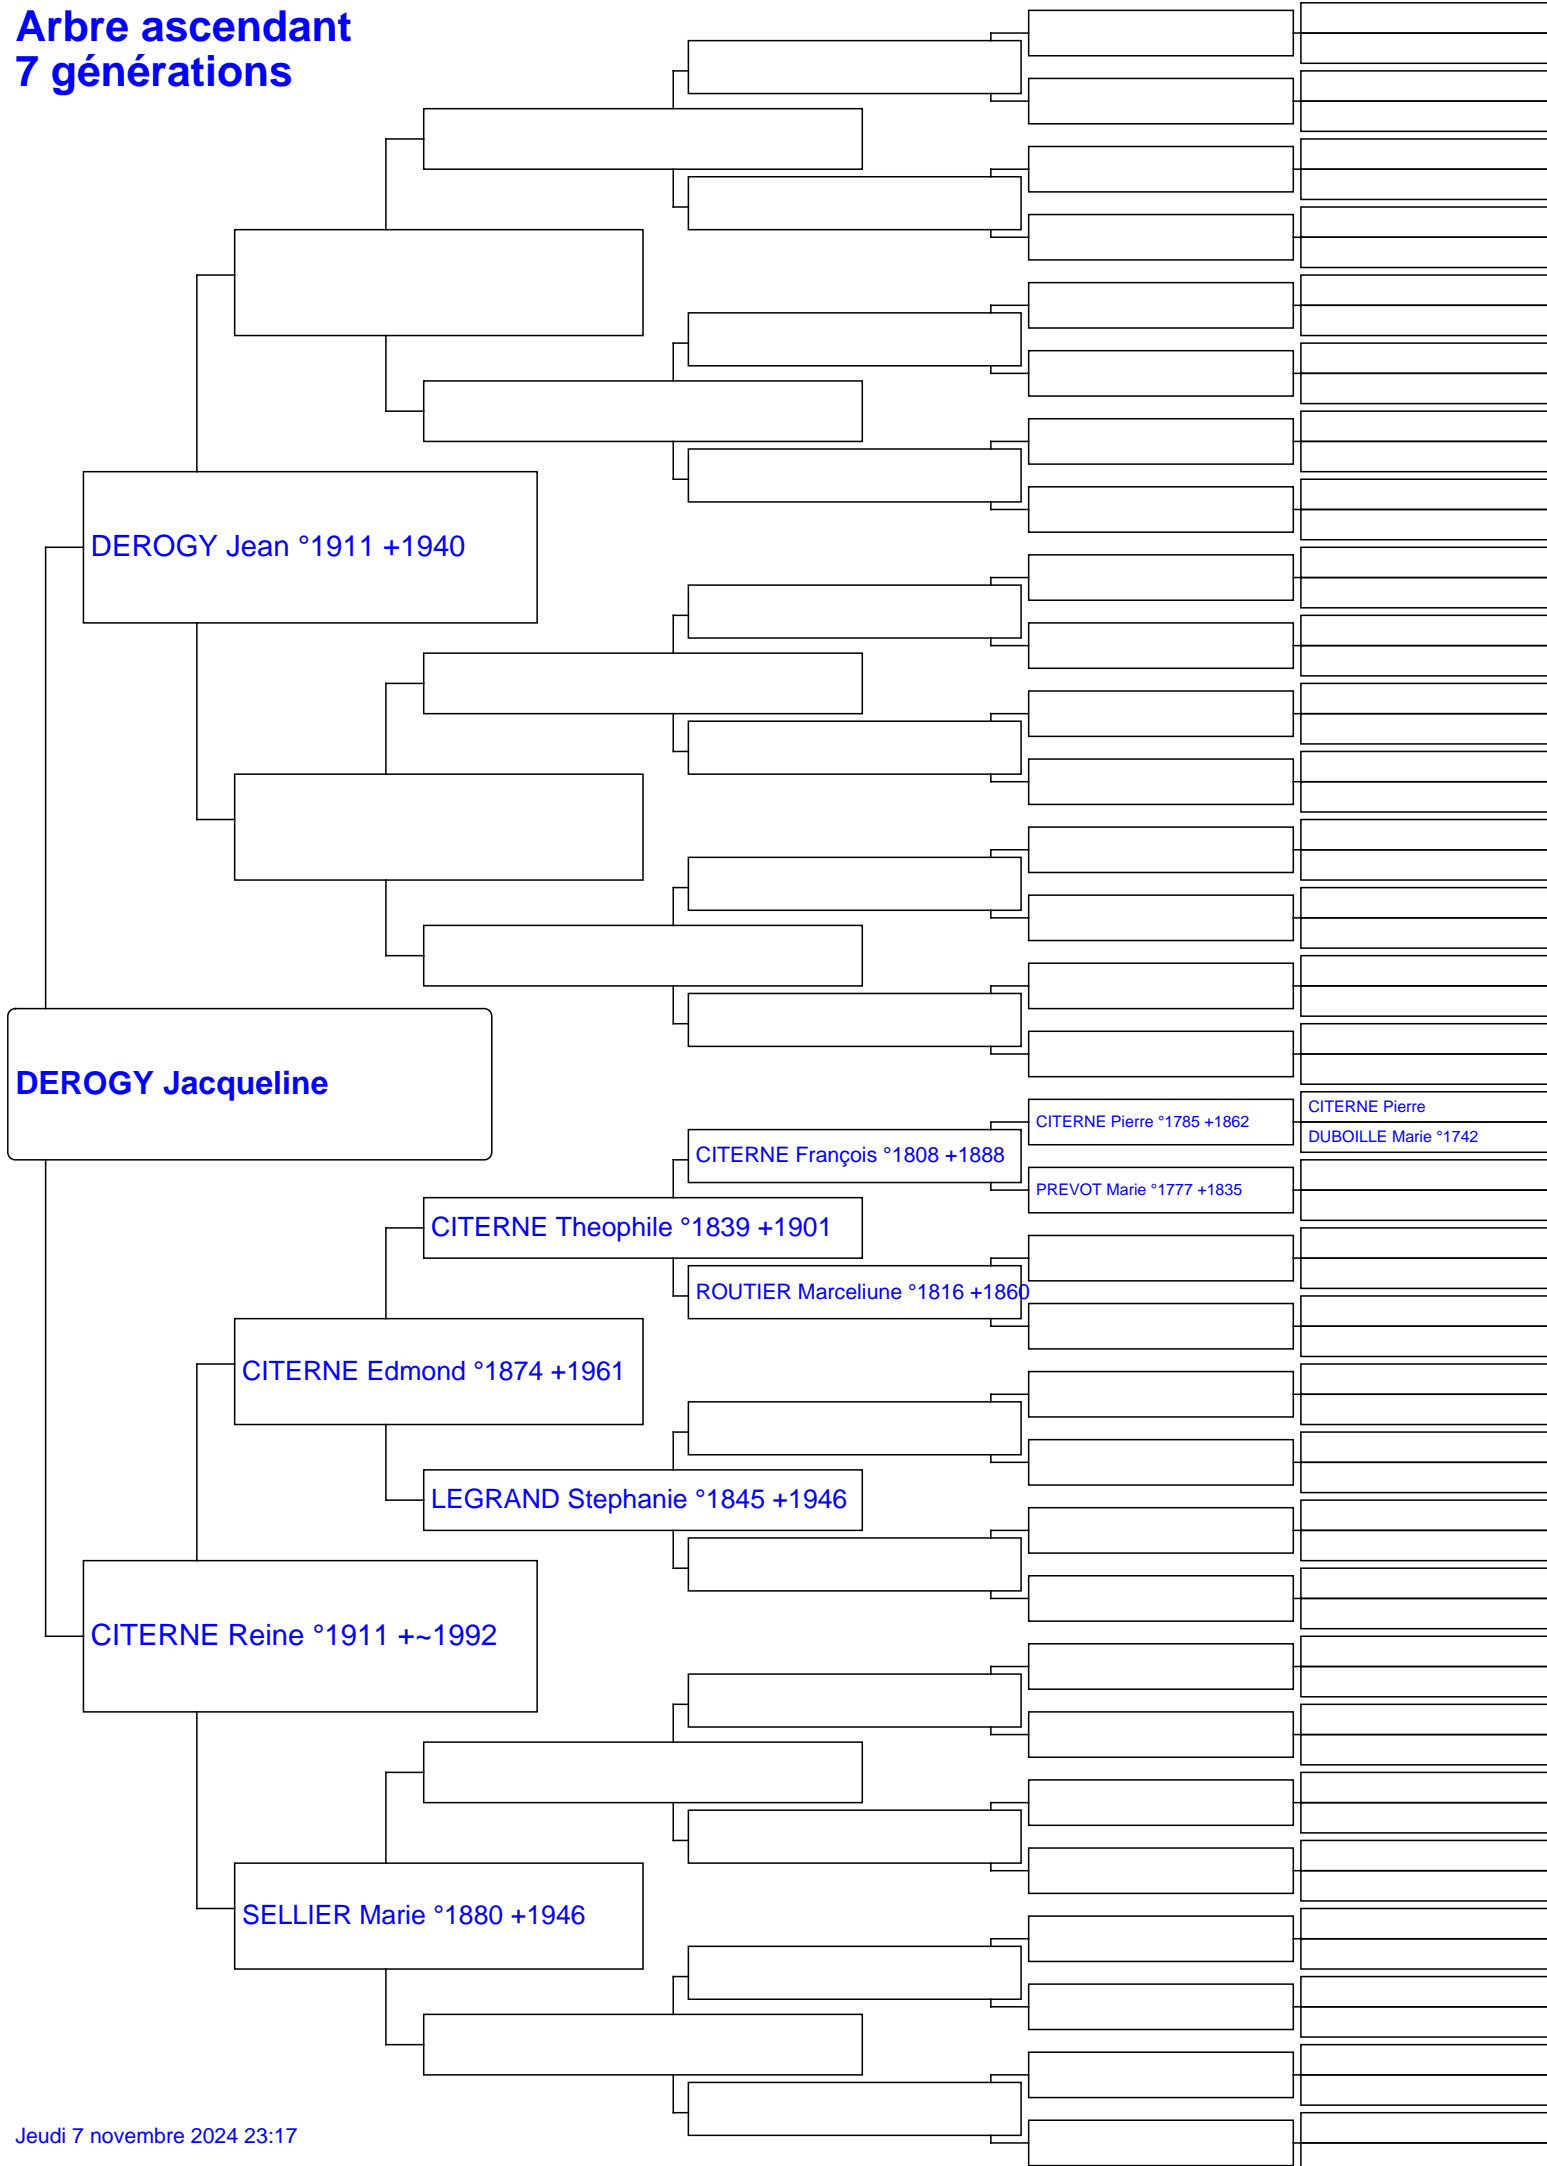 Arbre ascendant
7 générations
DEROGY Jean °1911 +1940
DEROGY Jacqueline
CITERNE Pierre
CITERNE Pierre °1785 +1862
DUBOILLE Marie °1742
CITERNE François °1808 +1888
PREVOT Marie °1777 +1835
CITERNE Theophile °1839 +1901
ROUTIER Marceliune °1816 +1860
CITERNE Edmond °1874 +1961
LEGRAND Stephanie °1845 +1946
CITERNE Reine °1911 +~1992
SELLIER Marie °1880 +1946
Jeudi 7 novembre 2024 23:17